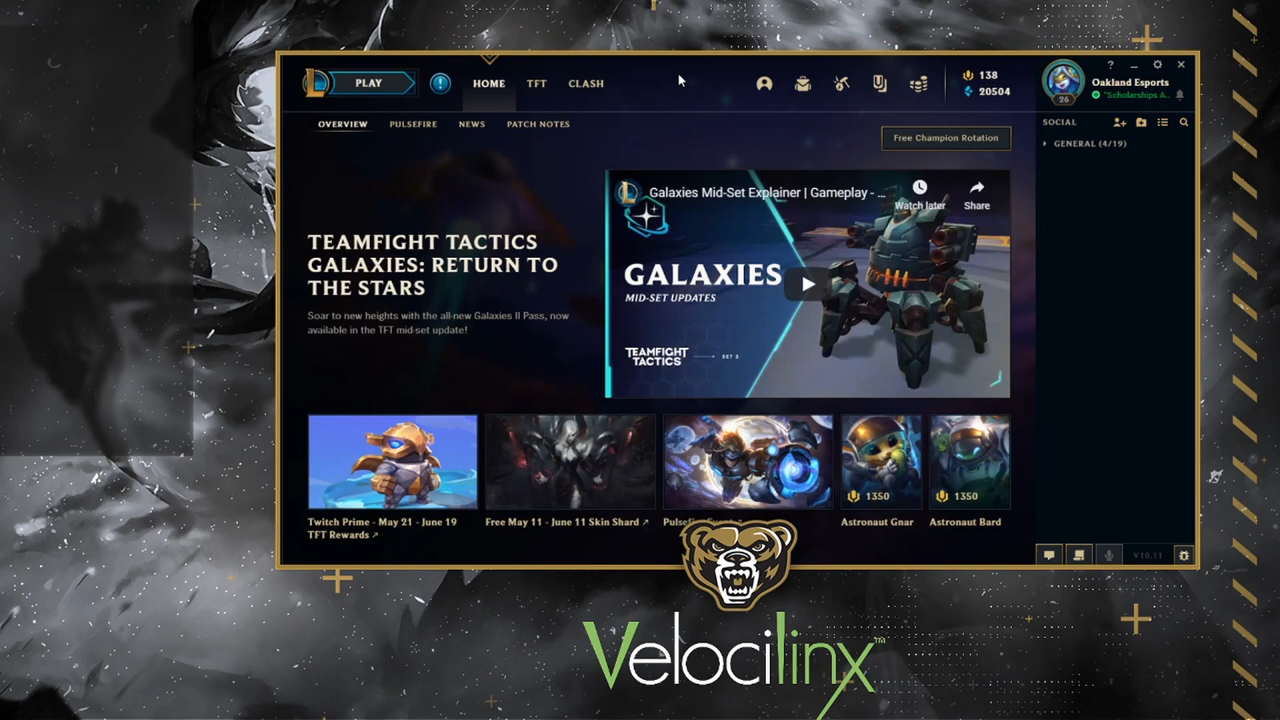 PLAY
HOME
TFT
CLASH
138
20504
26
Oakland Esports
"Scholarships A..
OVERVIEW
PULSEFIRE
NEWS
PATCH NOTES
Free Champion Rotation
SOCIAL
GENERAL (4/19)
TEAMFIGHT TACTICS
GALAXIES: RETURN TO
THE STARS
Soar to new heights with the all-new Galaxies II Pass, now
available in the TFT mid-set update!
Galaxies Mid-Set Explainer | Gameplay - ...
Watch later
Share
GALAXIES
MID-SET UPDATES
TEAMFIGHT
TACTICS
SET 3
1350
1350
Twitch Prime - May 21 - June 19
TFT Rewards
Free May 11 - June 11 Skin Shard
Astronaut Gnar
Astronaut Bard
V10.11
Velocilinx™